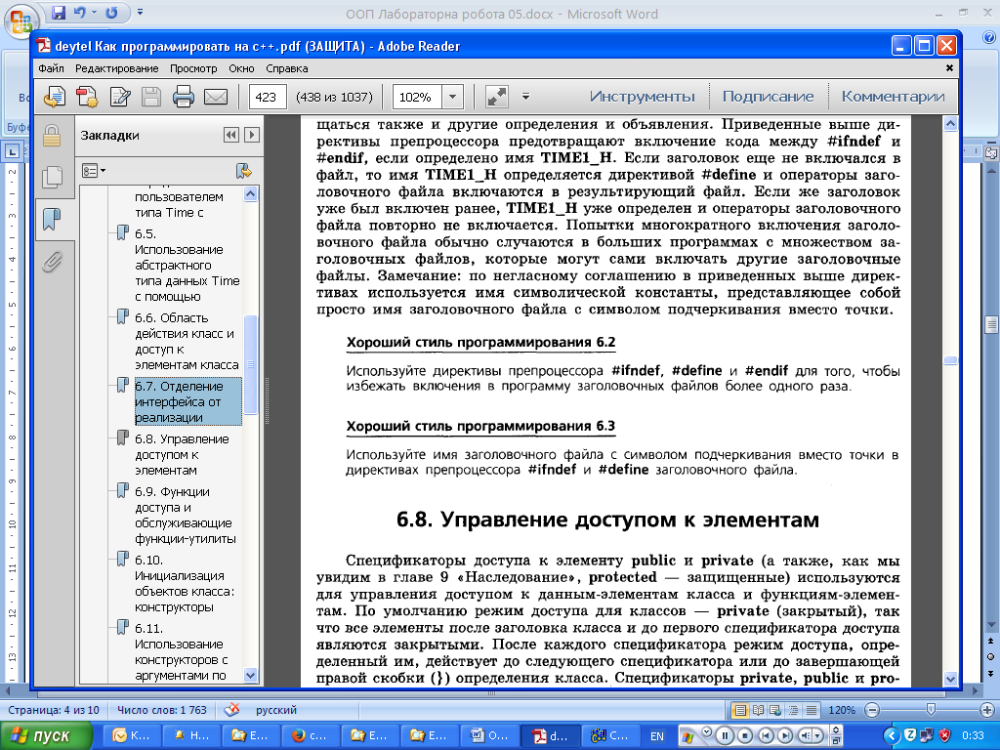 ООП Лабораторна робота 05.docx - Microsoft Word
deytel Как программировать на c++.pdf (ЗАЩИТА) - Adobe Reader
Файл Редактирование Просмотр Окно Справка
423 (438 из 1037) 102% Инструменты Подписание Комментарии
Закладки
пользователем
типа Time с
6.5.
Использование
абстрактного
типа данных Time
с помощью
6.6. Область
действия класс и
доступ к
элементам класса
6.7. Отделение
интерфейса от
реализации
6.8. Управление
доступом к
элементам
6.9. Функции
доступа и
обслуживающие
функции-утилиты
6.10.
Инициализация
объектов класса:
конструкторы
6.11.
Использование
конструкторов с
аргументами по
щаться также и другие определения и объявления. Приведенные выше ди-
рективы препроцессора предотвращают включение кода между #ifndef и
#endif, если определено имя TIME1_H. Если заголовок еще не включался в
файл, то имя TIME1_H определяется директивой #define и операторы заго-
ловочного файла включаются в результирующий файл. Если же заголовок
уже был включен ранее, TIME1_H уже определен и операторы заголовочного
файла повторно не включается. Попытки многократного включения заголо-
вочного файла обычно случаются в больших программах с множеством за-
головочных файлов, которые могут сами включать другие заголовочные
файлы. Замечание: по негласному соглашению в приведенных выше дирек-
тивах используется имя символической константы, представляющее собой
просто имя заголовочного файла с символом подчеркивания вместо точки.
Хороший стиль программирования 6.2
Используйте директивы препроцессора #ifndef, #define и #endif для того, чтобы
избежать включения в программу заголовочных файлов более одного раза.
Хороший стиль программирования 6.3
Используйте имя заголовочного файла с символом подчеркивания вместо точки в
директивах препроцессора #ifndef и #define заголовочного файла.
6.8. Управление доступом к элементам
Спецификаторы доступа к элементу public и private (а также, как мы
увидим в главе 9 «Наследование», protected — защищенные) используются
для управления доступом к данным-элементам класса и функциям-элемен-
там. По умолчанию режим доступа для классов — private (закрытый), так
что все элементы после заголовка класса и до первого спецификатора доступа
являются закрытыми. После каждого спецификатора режим доступа, опре-
деленный им, действует до следующего спецификатора или до завершающей
правой скобки (}) определения класса. Спецификаторы private, public и pro-
Страница: 4 из 10 Число слов: 1 763 русский 120%
пуск К... Н... Е... c... Е... Е... О... d... С... EN 0:33